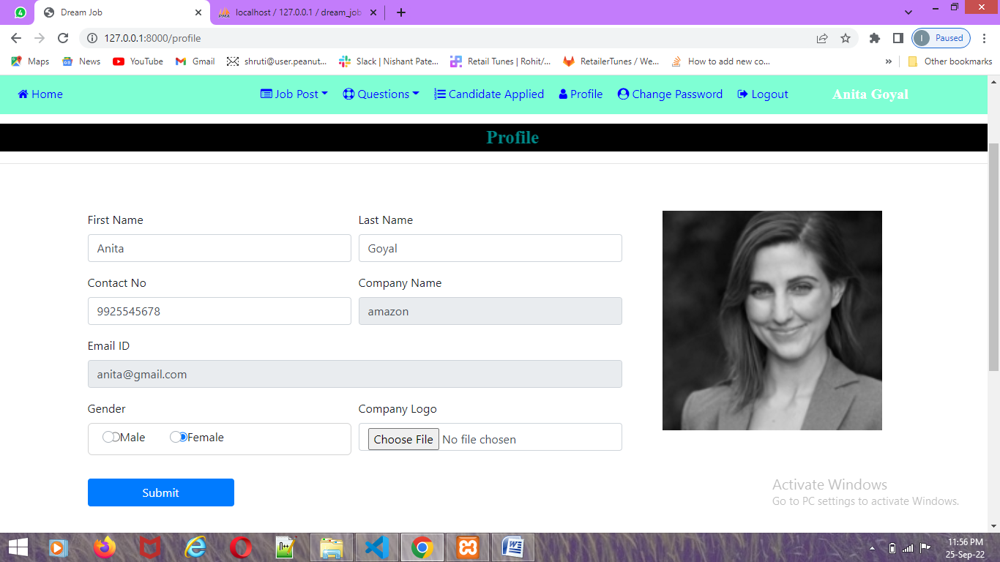 4 Dream Job localhost / 127.0.0.1 / dream_job
127.0.0.1:8000/profile Paused
Maps News YouTube Gmail shruti@user.peanut... Slack | Nishant Pate... Retail Tunes | Rohit/... RetailerTunes / We... How to add new co... » Other bookmarks
Home Job Post Questions Candidate Applied Profile Change Password Logout Anita Goyal
Profile
First Name Last Name
Anita Goyal
Contact No Company Name
9925545678 amazon
Email ID
anita@gmail.com
Gender Company Logo
Male Female Choose File No file chosen
Submit
Activate Windows
Go to PC settings to activate Windows.
11:56 PM
25-Sep-22